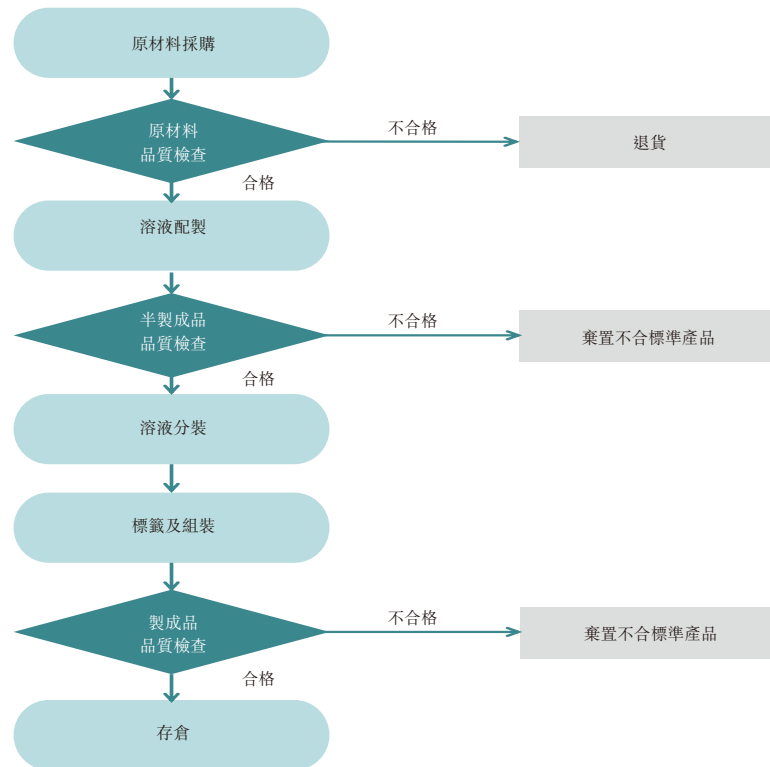 原材料採購
原材料
品質檢查
不合格
退貨
合格
溶液配製
半製成品
品質檢查
不合格
棄置不合標準產品
合格
溶液分裝
標籤及組裝
製成品
品質檢查
不合格
棄置不合標準產品
合格
存倉